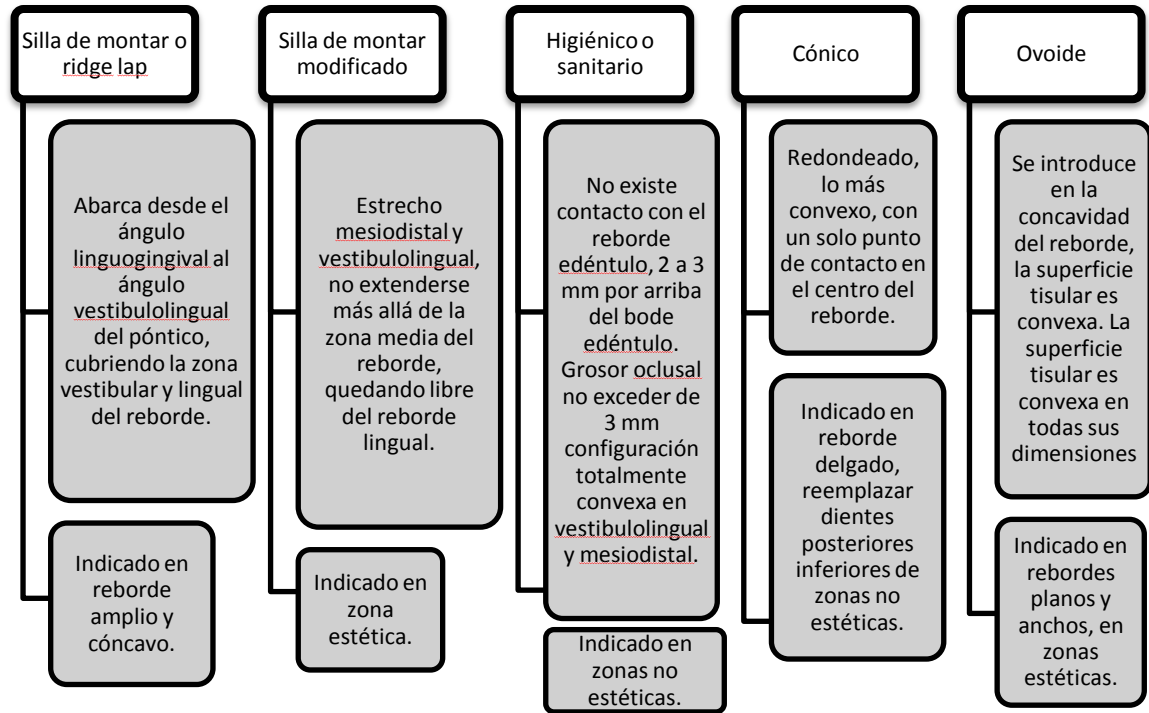 Silla de montar o
ridge lap
Abarca desde el
ángulo
linguogingival al
ángulo
vestibulolingual
del póntico,
cubriendo la zona
vestibular y lingual
del reborde.
Indicado en
reborde
amplio y
cóncavo.
Silla de montar
modificado
Estrecho
mesiodistal y
vestibulolingual,
no extenderse
más allá de la
zona media del
reborde,
quedando libre
del reborde
lingual.
Indicado en
zona
estética.
Higiénico o
sanitario
No existe
contacto con el
reborde
edéntulo, 2 a 3
mm por arriba
del bode
edéntulo.
Grosor oclusal
no exceder de
3 mm
configuración
totalmente
convexa en
vestibulolingual
y mesiodistal.
Indicado en
zonas no
estéticas.
Cónico
Redondeado,
lo más
convexo, con
un solo punto
de contacto en
el centro del
reborde.
Indicado en
reborde
delgado,
reemplazar
dientes
posteriores
inferiores de
zonas no
estéticas.
Ovoide
Se introduce
en la
concavidad
del reborde,
la superficie
tisular es
convexa. La
superficie
tisular es
convexa en
todas sus
dimensiones
Indicado en
rebordes
planos y
anchos, en
zonas
estéticas.